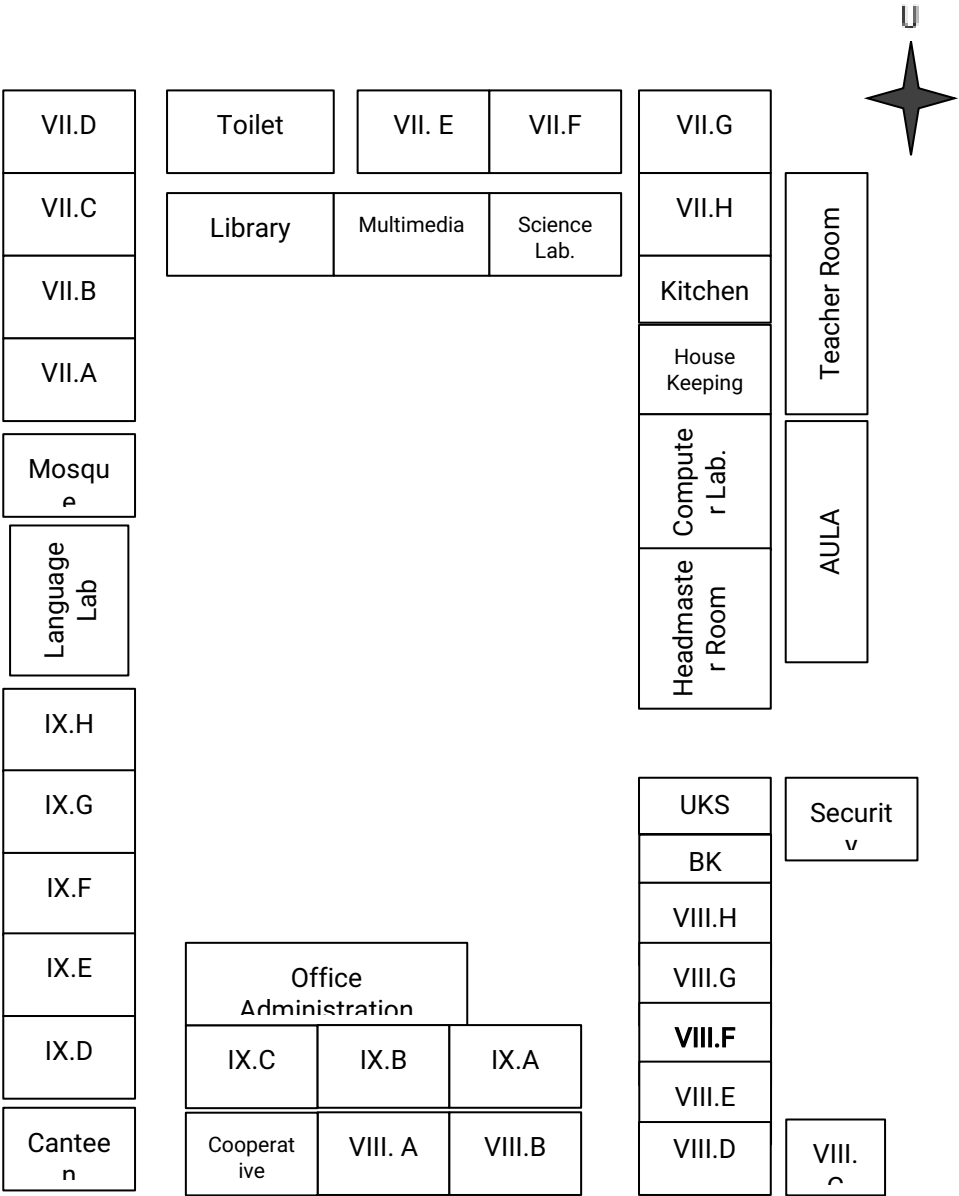 U
VII.D
Toilet
VII. E
VII.F
VII.G
VII.C
Library
Multimedia
Science
Lab.
VII.H
Teacher Room
VII.B
Kitchen
VII.A
House
Keeping
Mosqu
e
Compute
r Lab.
AULA
Language
Lab
Headmaste
r Room
IX.H
IX.G
UKS
Securit
y
BK
IX.F
VIII.H
IX.E
Office
Administration
VIII.G
IX.D
IX.C
IX.B
IX.A
VIII.F
VIII.E
Cantee
n
Cooperat
ive
VIII. A
VIII.B
VIII.D
VIII.
C